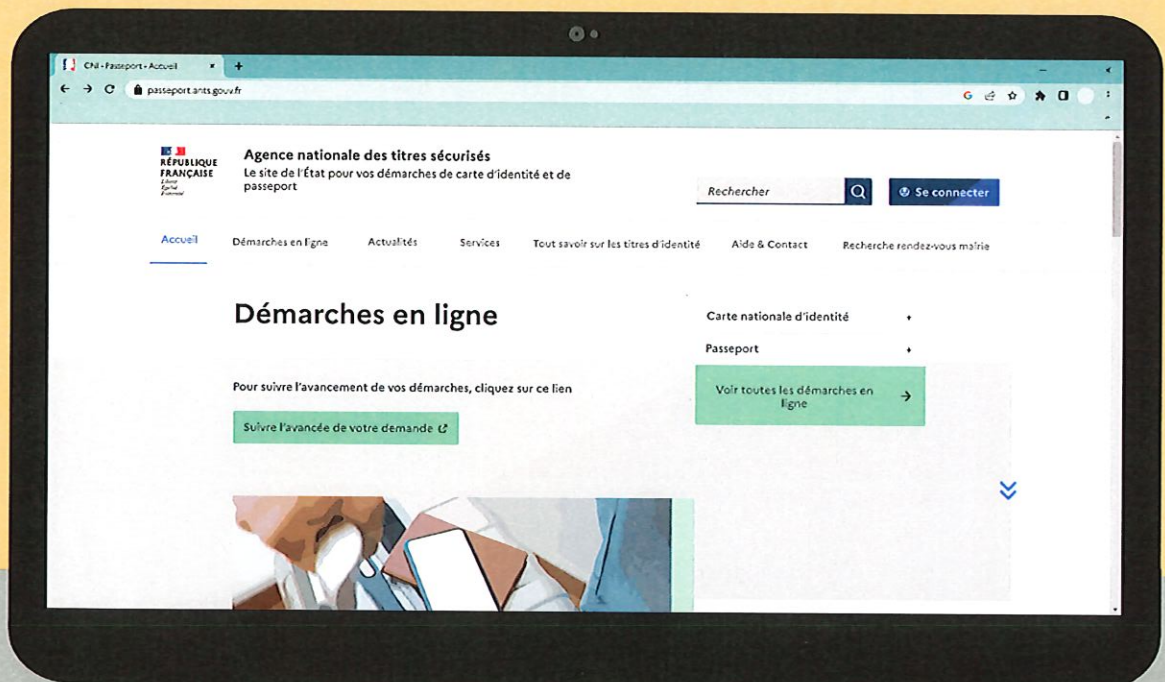 CNI - Passeport - Accueil
passeport.ants.gouv.fr
RÉPUBLIQUE
FRANÇAISE
Liberté
Égalité
Fraternité
Agence nationale des titres sécurisés
Le site de l'État pour vos démarches de carte d'identité et de
passeport
Rechercher
Se connecter
Accueil
Démarches en ligne
Actualités
Services
Tout savoir sur les titres d'identité
Aide & Contact
Recherche rendez-vous mairie
Démarches en ligne
Carte nationale d'identité +
Passeport +
Voir toutes les démarches en
ligne
Pour suivre l'avancement de vos démarches, cliquez sur ce lien
Suivre l'avancée de votre demande